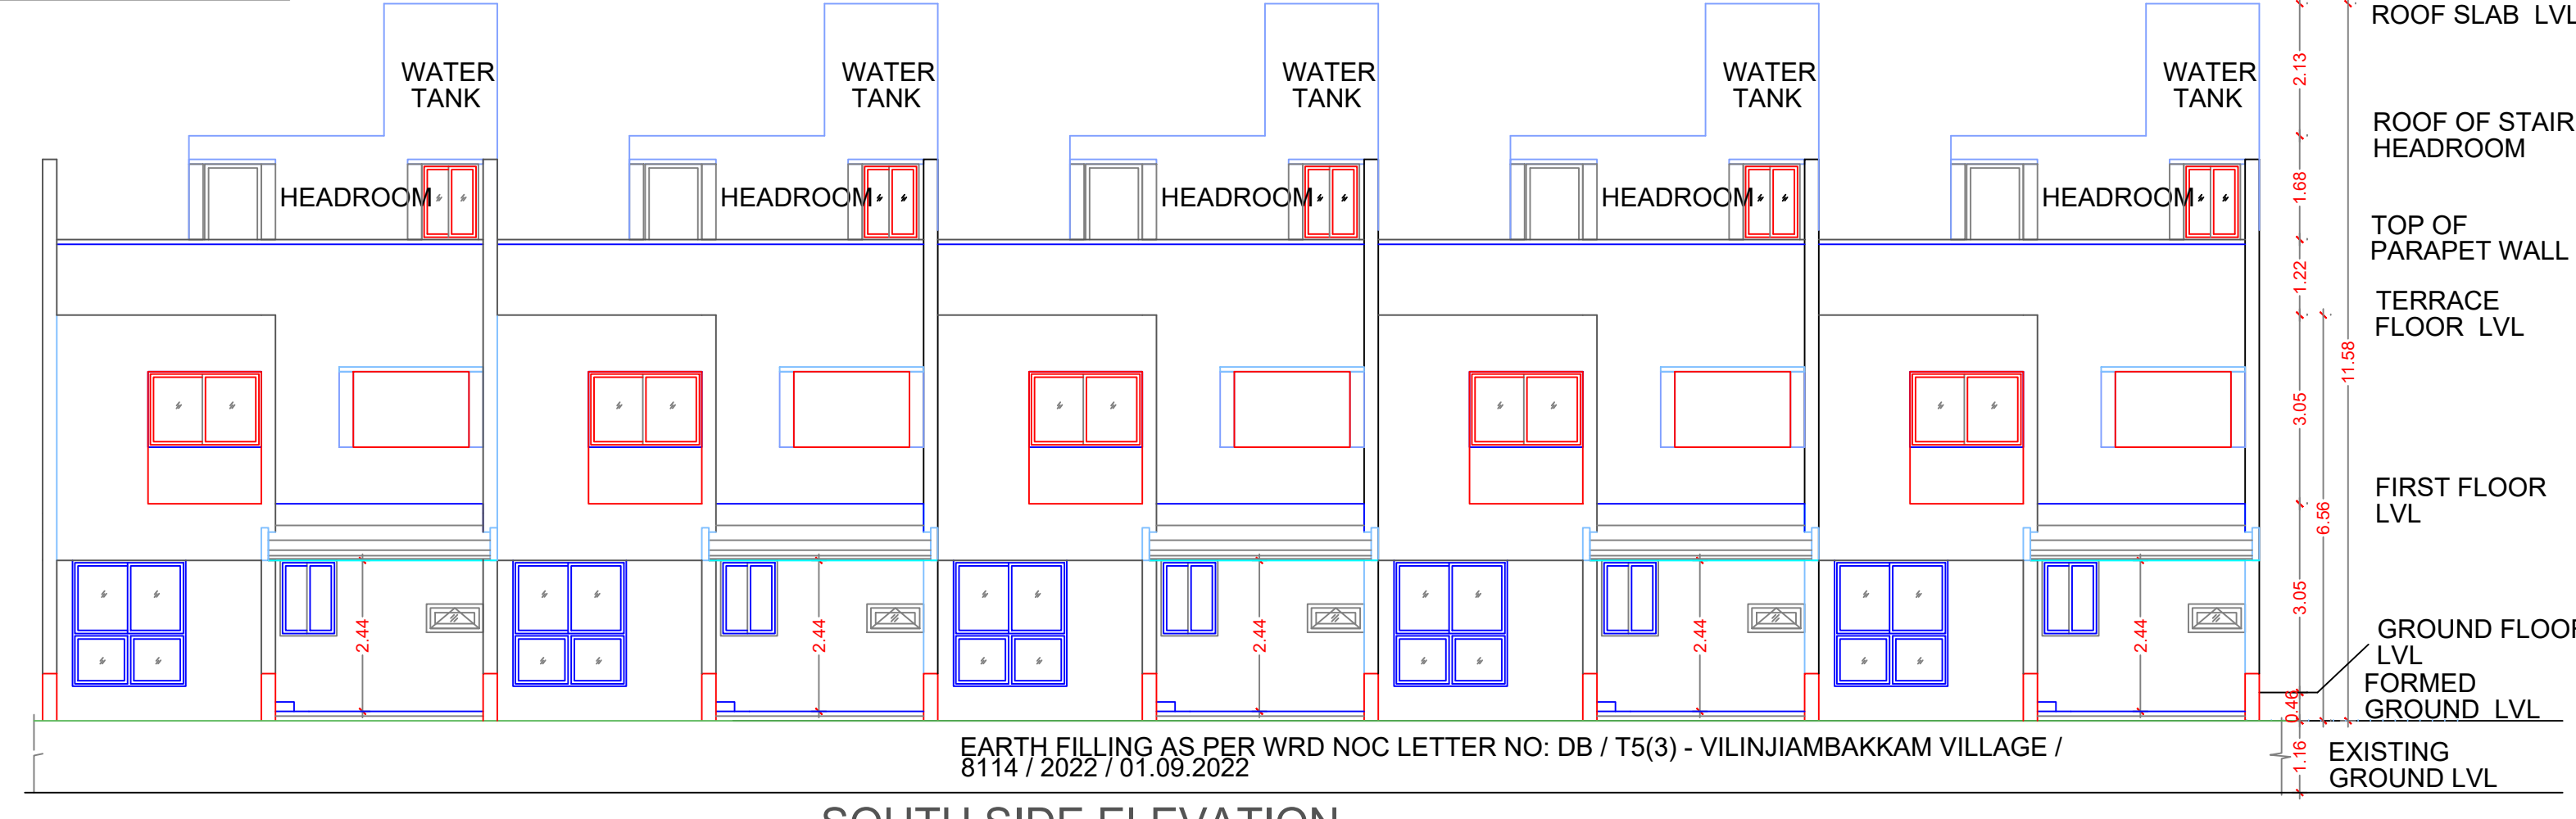 ROOF SLAB LVL
WATER
TANK
WATER
TANK
WATER
TANK
WATER
TANK
WATER
TANK
2.13
ROOF OF STAIR
HEADROOM
HEADROOM
HEADROOM
HEADROOM
HEADROOM
HEADROOM
1.68
TOP OF
PARAPET WALL
1.22
TERRACE
FLOOR LVL
11.58
3.05
FIRST FLOOR
LVL
6.56
3.05
2.44
2.44
2.44
2.44
2.44
GROUND FLOOR
LVL
FORMED
GROUND LVL
0.46
EARTH FILLING AS PER WRD NOC LETTER NO: DB / T5(3) - VILINJIAMBAKKAM VILLAGE /
8114 / 2022 / 01.09.2022
1.16
EXISTING
GROUND LVL
SOUTH SIDE ELEVATION